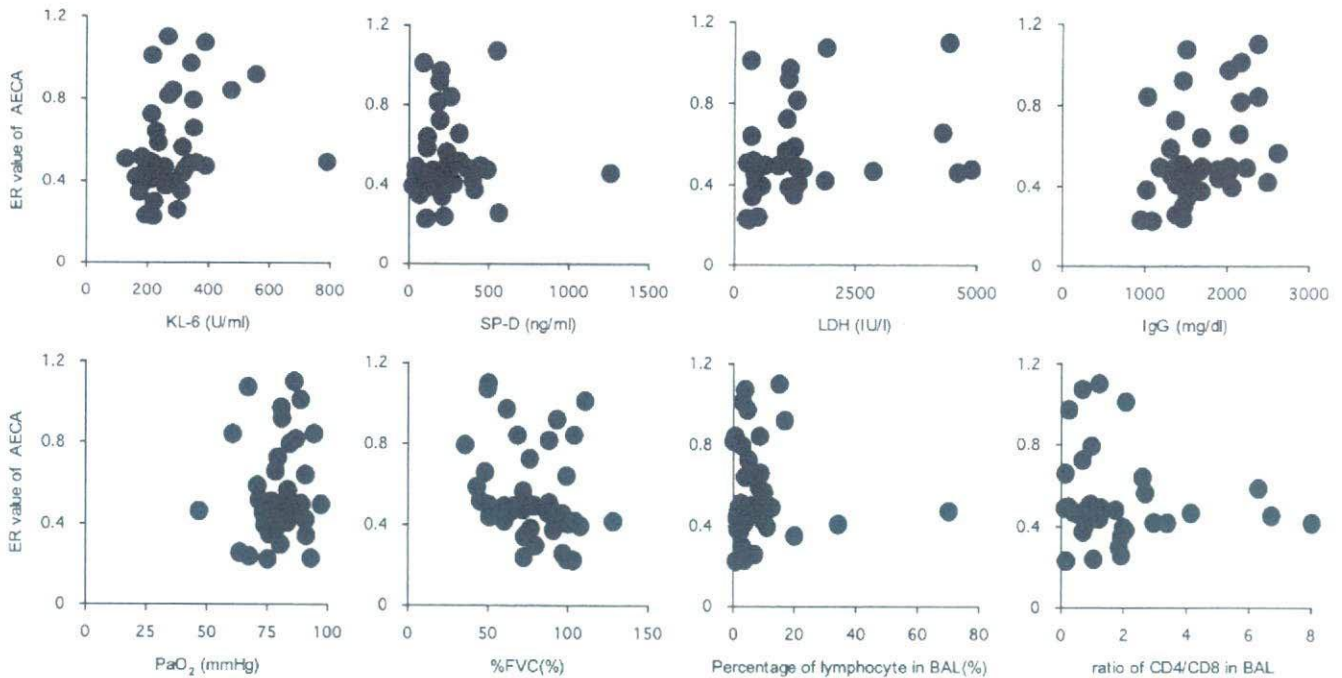 1.2 1.2 1.2 1.2
0.8 0.8 0.8 0.8
0.4 0.4 0.4 0.4
0 0 0 0
ER value of AECA
0 200 400 600 800
KL-6 (U/ml)
0 500 1000 1500
SP-D (ng/ml)
0 2500 5000
LDH (IU/l)
0 1000 2000 3000
IgG (mg/dl)
1.2 1.2 1.2 1.2
0.8 0.8 0.8 0.8
0.4 0.4 0.4 0.4
0 0 0 0
ER value of AECA
0 25 50 75 100
PaO2 (mmHg)
0 50 100 150
%FVC(%)
0 20 40 60 80
Percentage of lymphocyte in BAL(%)
0 2 4 6 8
ratio of CD4/CD8 in BAL